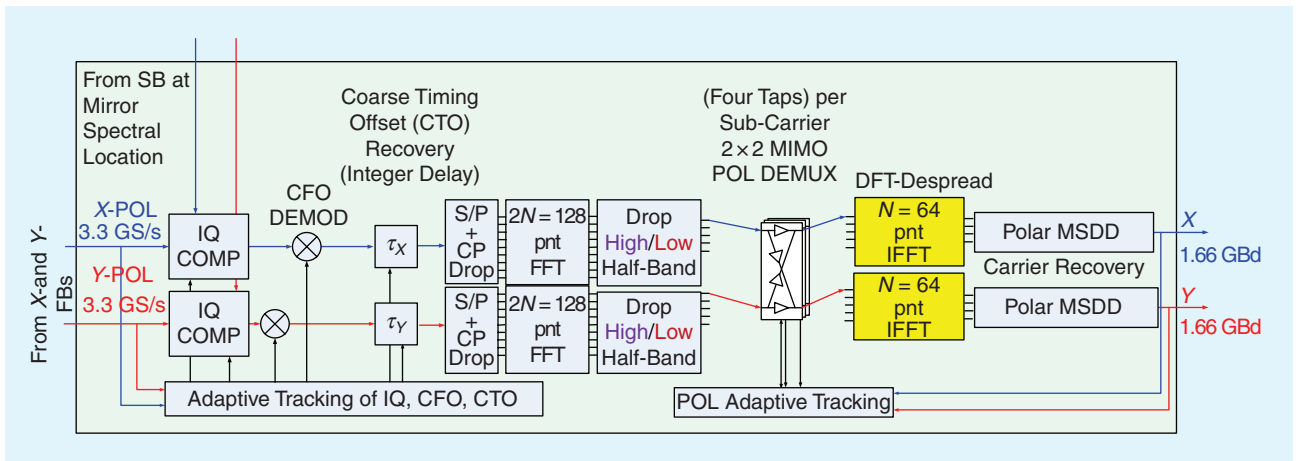 From SB at
Mirror
Spectral
Location
Coarse Timing
Offset (CTO)
Recovery
(Integer Delay)
(Four Taps) per
Sub-Carrier
2 × 2 MIMO
POL DEMUX
CFO
DEMOD
DFT-Despread
From X-and Y-
FBs
X-POL
3.3 GS/s
IQ
COMP
τX
S/P
+
CP
Drop
2N = 128
pnt
FFT
Drop
High/Low
Half-Band
N = 64
pnt
IFFT
Polar MSDD
X
1.66 GBd
Carrier Recovery
Y-POL
3.3 GS/s
IQ
COMP
τY
S/P
+
CP
Drop
2N = 128
pnt
FFT
Drop
High/Low
Half-Band
N = 64
pnt
IFFT
Polar MSDD
Y
1.66 GBd
Adaptive Tracking of IQ, CFO, CTO
POL Adaptive Tracking